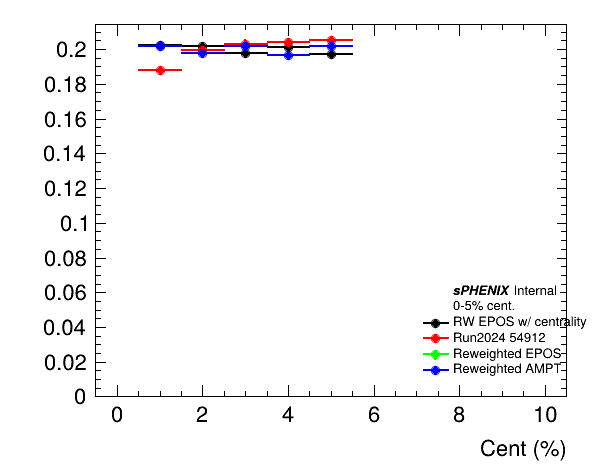 0.2
0.18
0.16
0.14
0.12
0.1
0.08
0.06
0.04
0.02
0
sPHENIX Internal
0-5% cent.
RW EPOS w/ centrality
Run2024 54912
Reweighted EPOS
Reweighted AMPT
0 2 4 6 8 10
Cent (%)